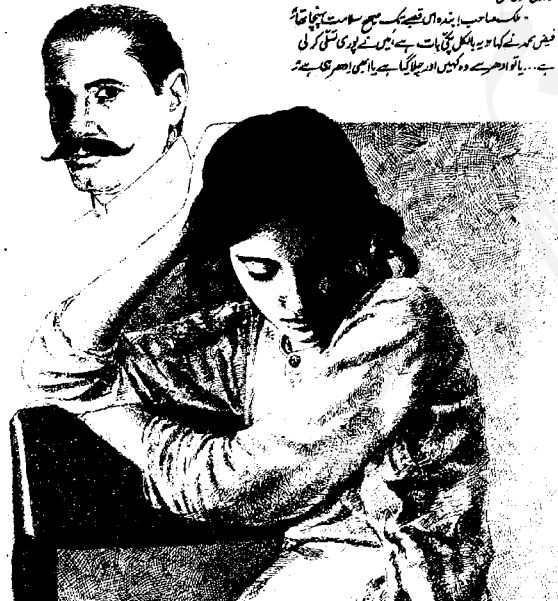 ملک صاحب! بندہ اس قصبے تک صحیح سلامت پہنچا تھا"
فیض محمد نے کہا "یہ بالکل پکی بات ہے، میں نے پوری تسلی کر لی
ہے... یا تو ادھر سے وہ کہیں اور چلا گیا ہے یا ابھی ادھر ہی ہے"